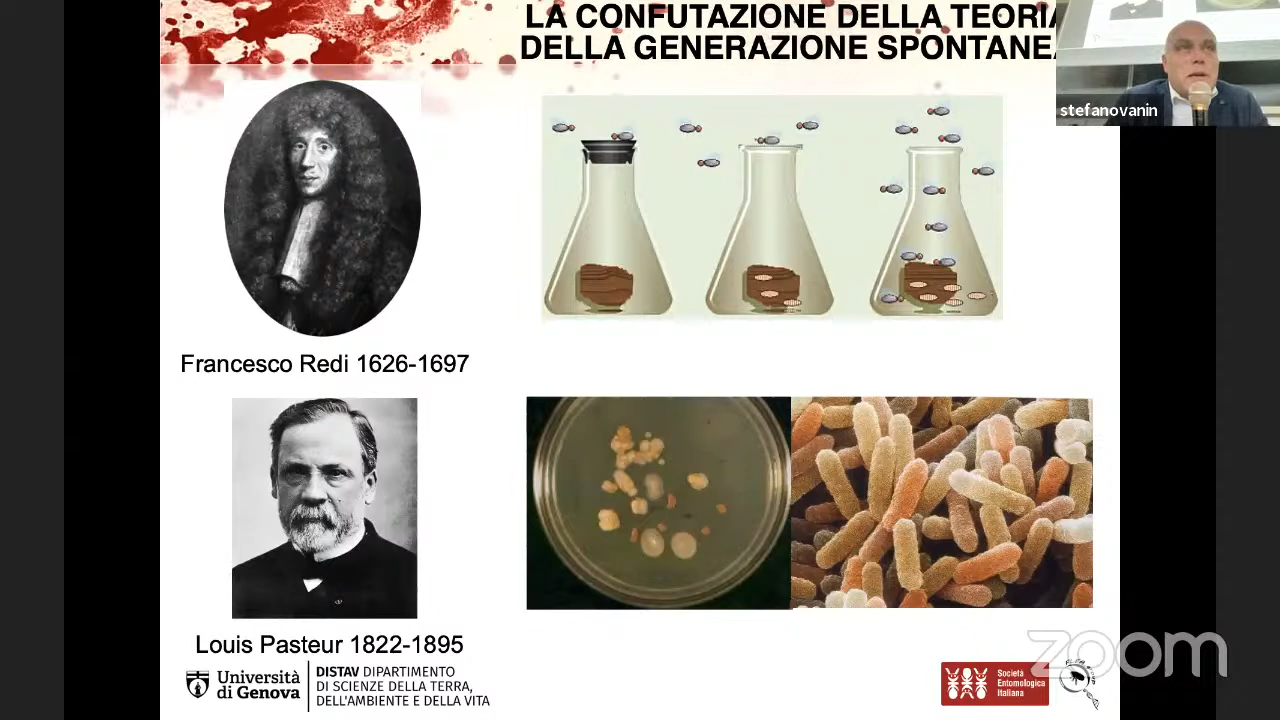 LA CONFUTAZIONE DELLA TEORIA
DELLA GENERAZIONE SPONTANEA
stefanovanin
Francesco Redi 1626-1697
Louis Pasteur 1822-1895
Università
di Genova
DISTAV DIPARTIMENTO
DI SCIENZE DELLA TERRA,
DELL'AMBIENTE E DELLA VITA
Società
Entomologica
Italiana
zoom